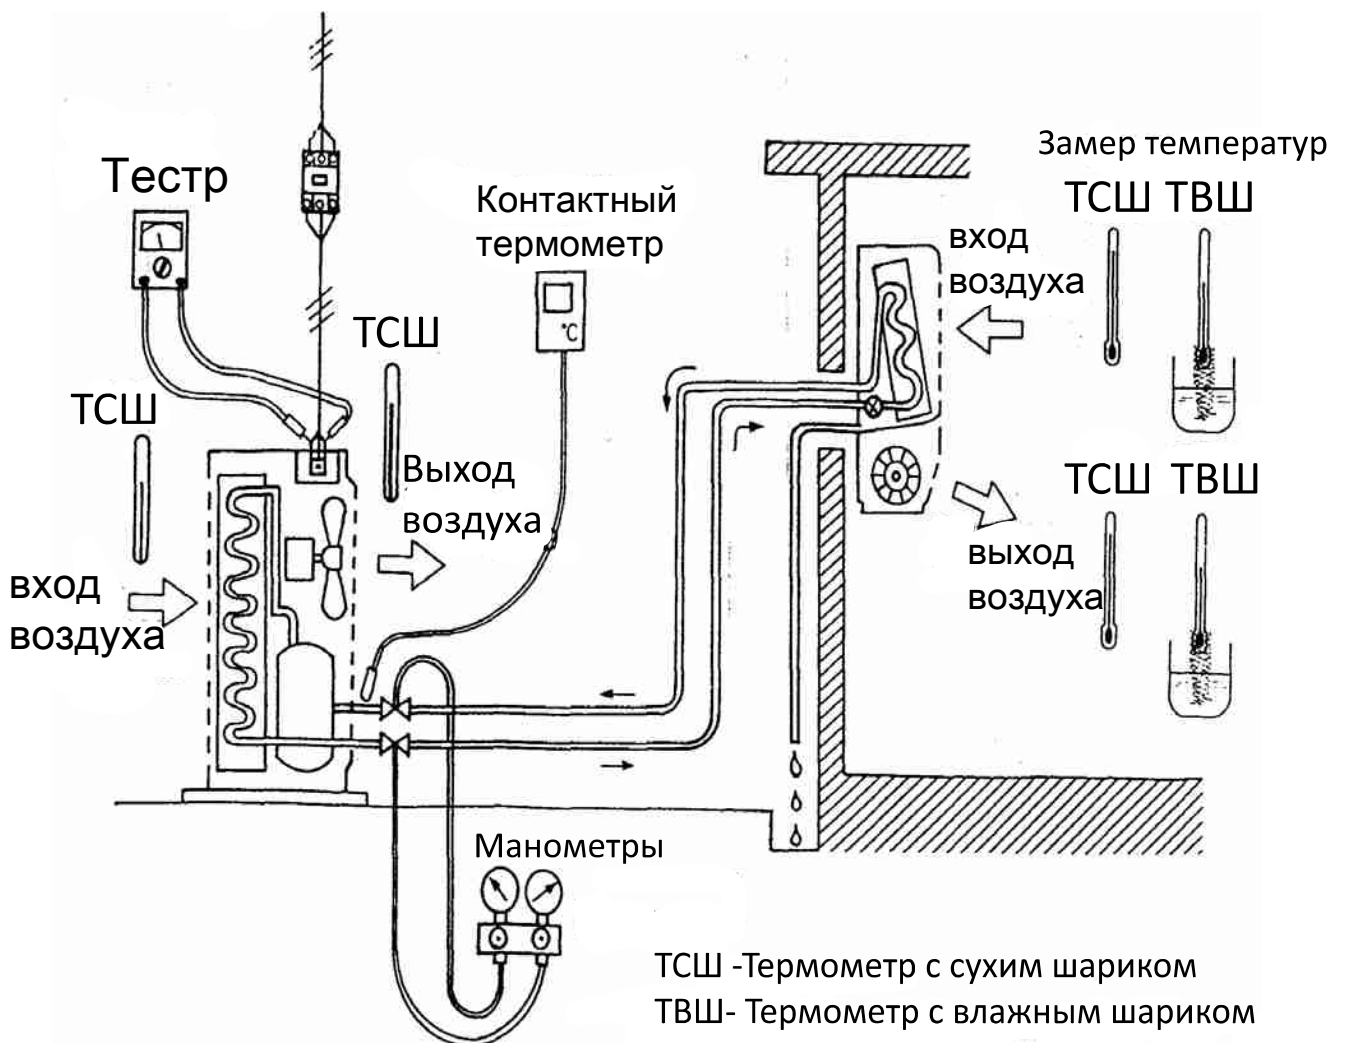 Замер температур
Тестр
ТСШ ТВШ
Контактный
термометр
вход
воздуха
°C
ТСШ
ТСШ
Выход
воздуха
ТСШ ТВШ
выход
воздуха
вход
воздуха
Манометры
ТСШ -Термометр с сухим шариком
ТВШ- Термометр с влажным шариком